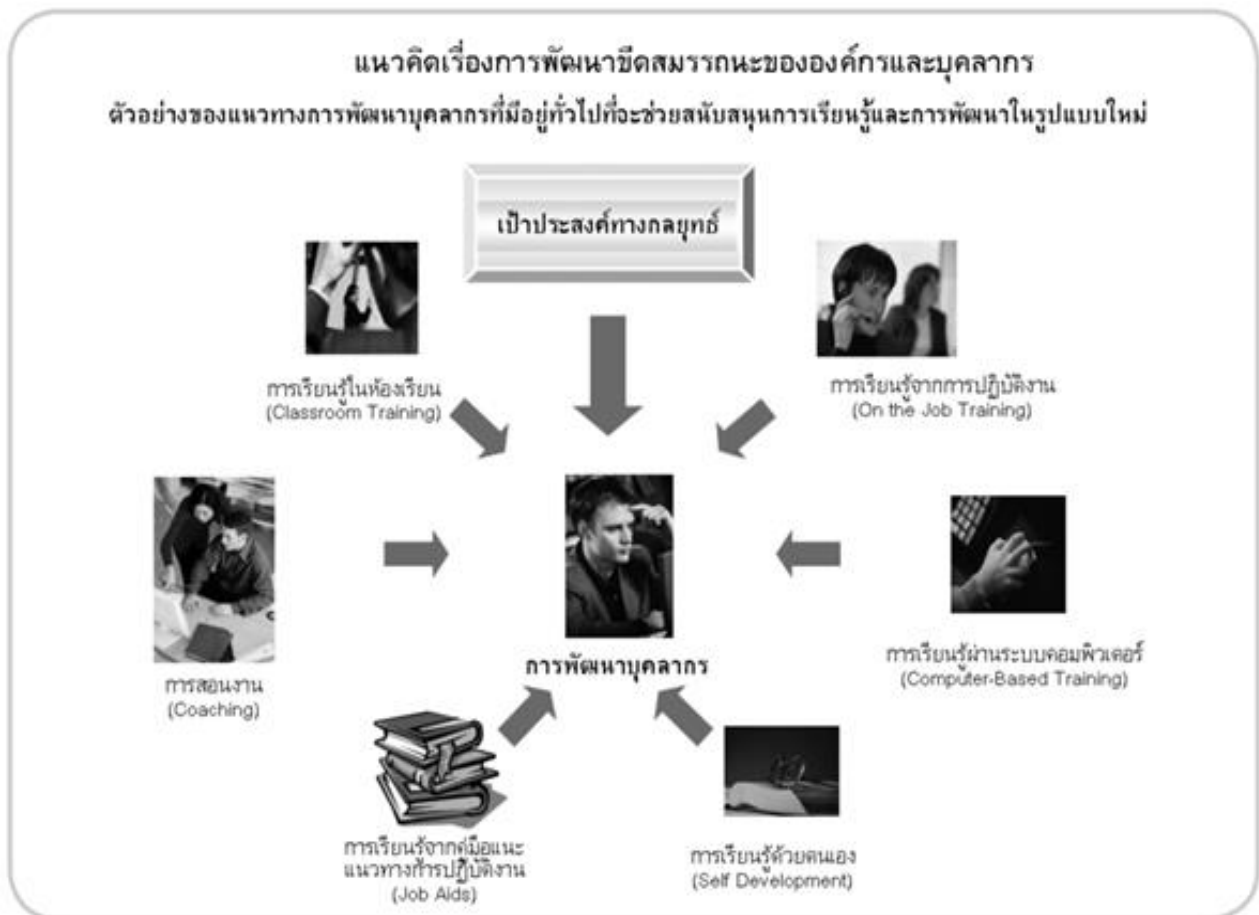 แนวคิดเรื่องการพัฒนาขีดสมรรถนะขององค์กรและบุคลากร
ตัวอย่างของแนวทางการพัฒนาบุคลากรที่มีอยู่ทั่วไปที่จะช่วยสนับสนุนการเรียนรู้และการพัฒนาในรูปแบบใหม่
เป้าประสงค์ทางกลยุทธ์
การเรียนรู้ในห้องเรียน
(Classroom Training)
การเรียนรู้จากการปฏิบัติงาน
(On the Job Training)
การสอนงาน
(Coaching)
การพัฒนาบุคลากร
การเรียนรู้ผ่านระบบคอมพิวเตอร์
(Computer-Based Training)
การเรียนรู้จากคู่มือแนะ
แนวทางการปฏิบัติงาน
(Job Aids)
การเรียนรู้ด้วยตนเอง
(Self Development)